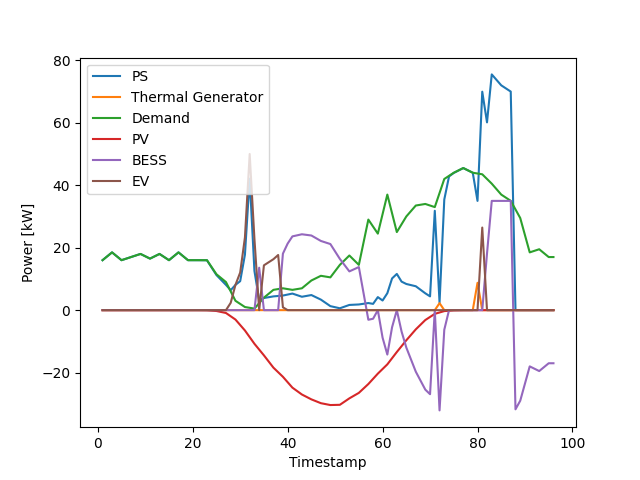 80
60
40
20
0
−20
Power [kW]
PS
Thermal Generator
Demand
PV
BESS
EV
0 20 40 60 80 100
Timestamp